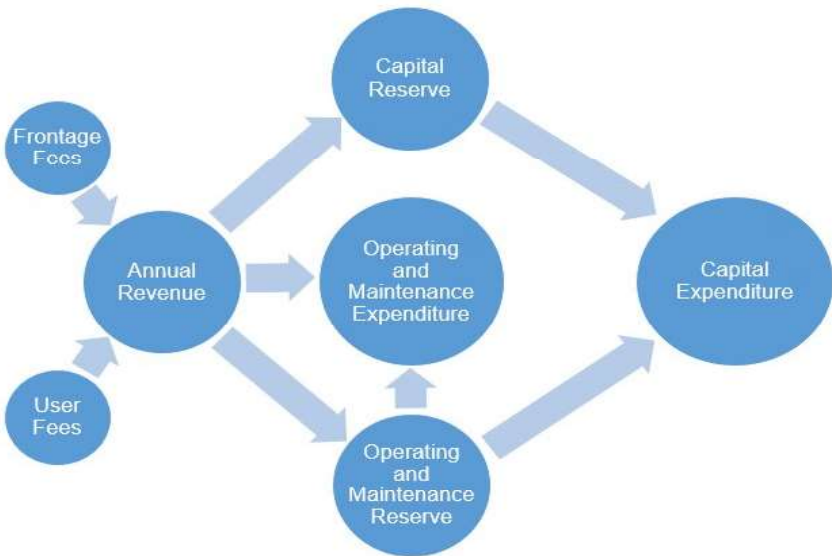 Capital
Reserve
Frontage
Fees
Annual
Revenue
Operating
and
Maintenance
Expenditure
Capital
Expenditure
User
Fees
Operating
and
Maintenance
Reserve